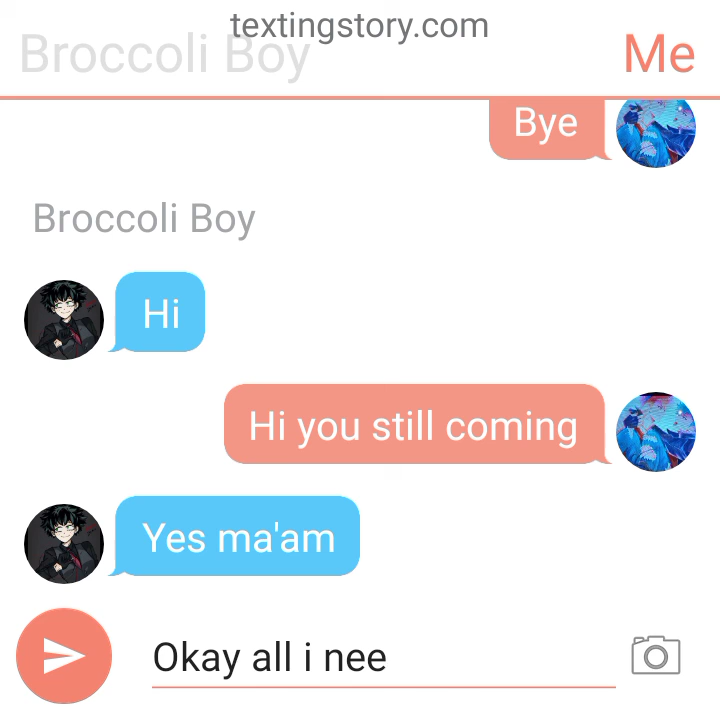 textingstory.com
Broccoli Boy
Me
Bye
Broccoli Boy
Hi
Hi you still coming
Yes ma'am
Okay all i nee